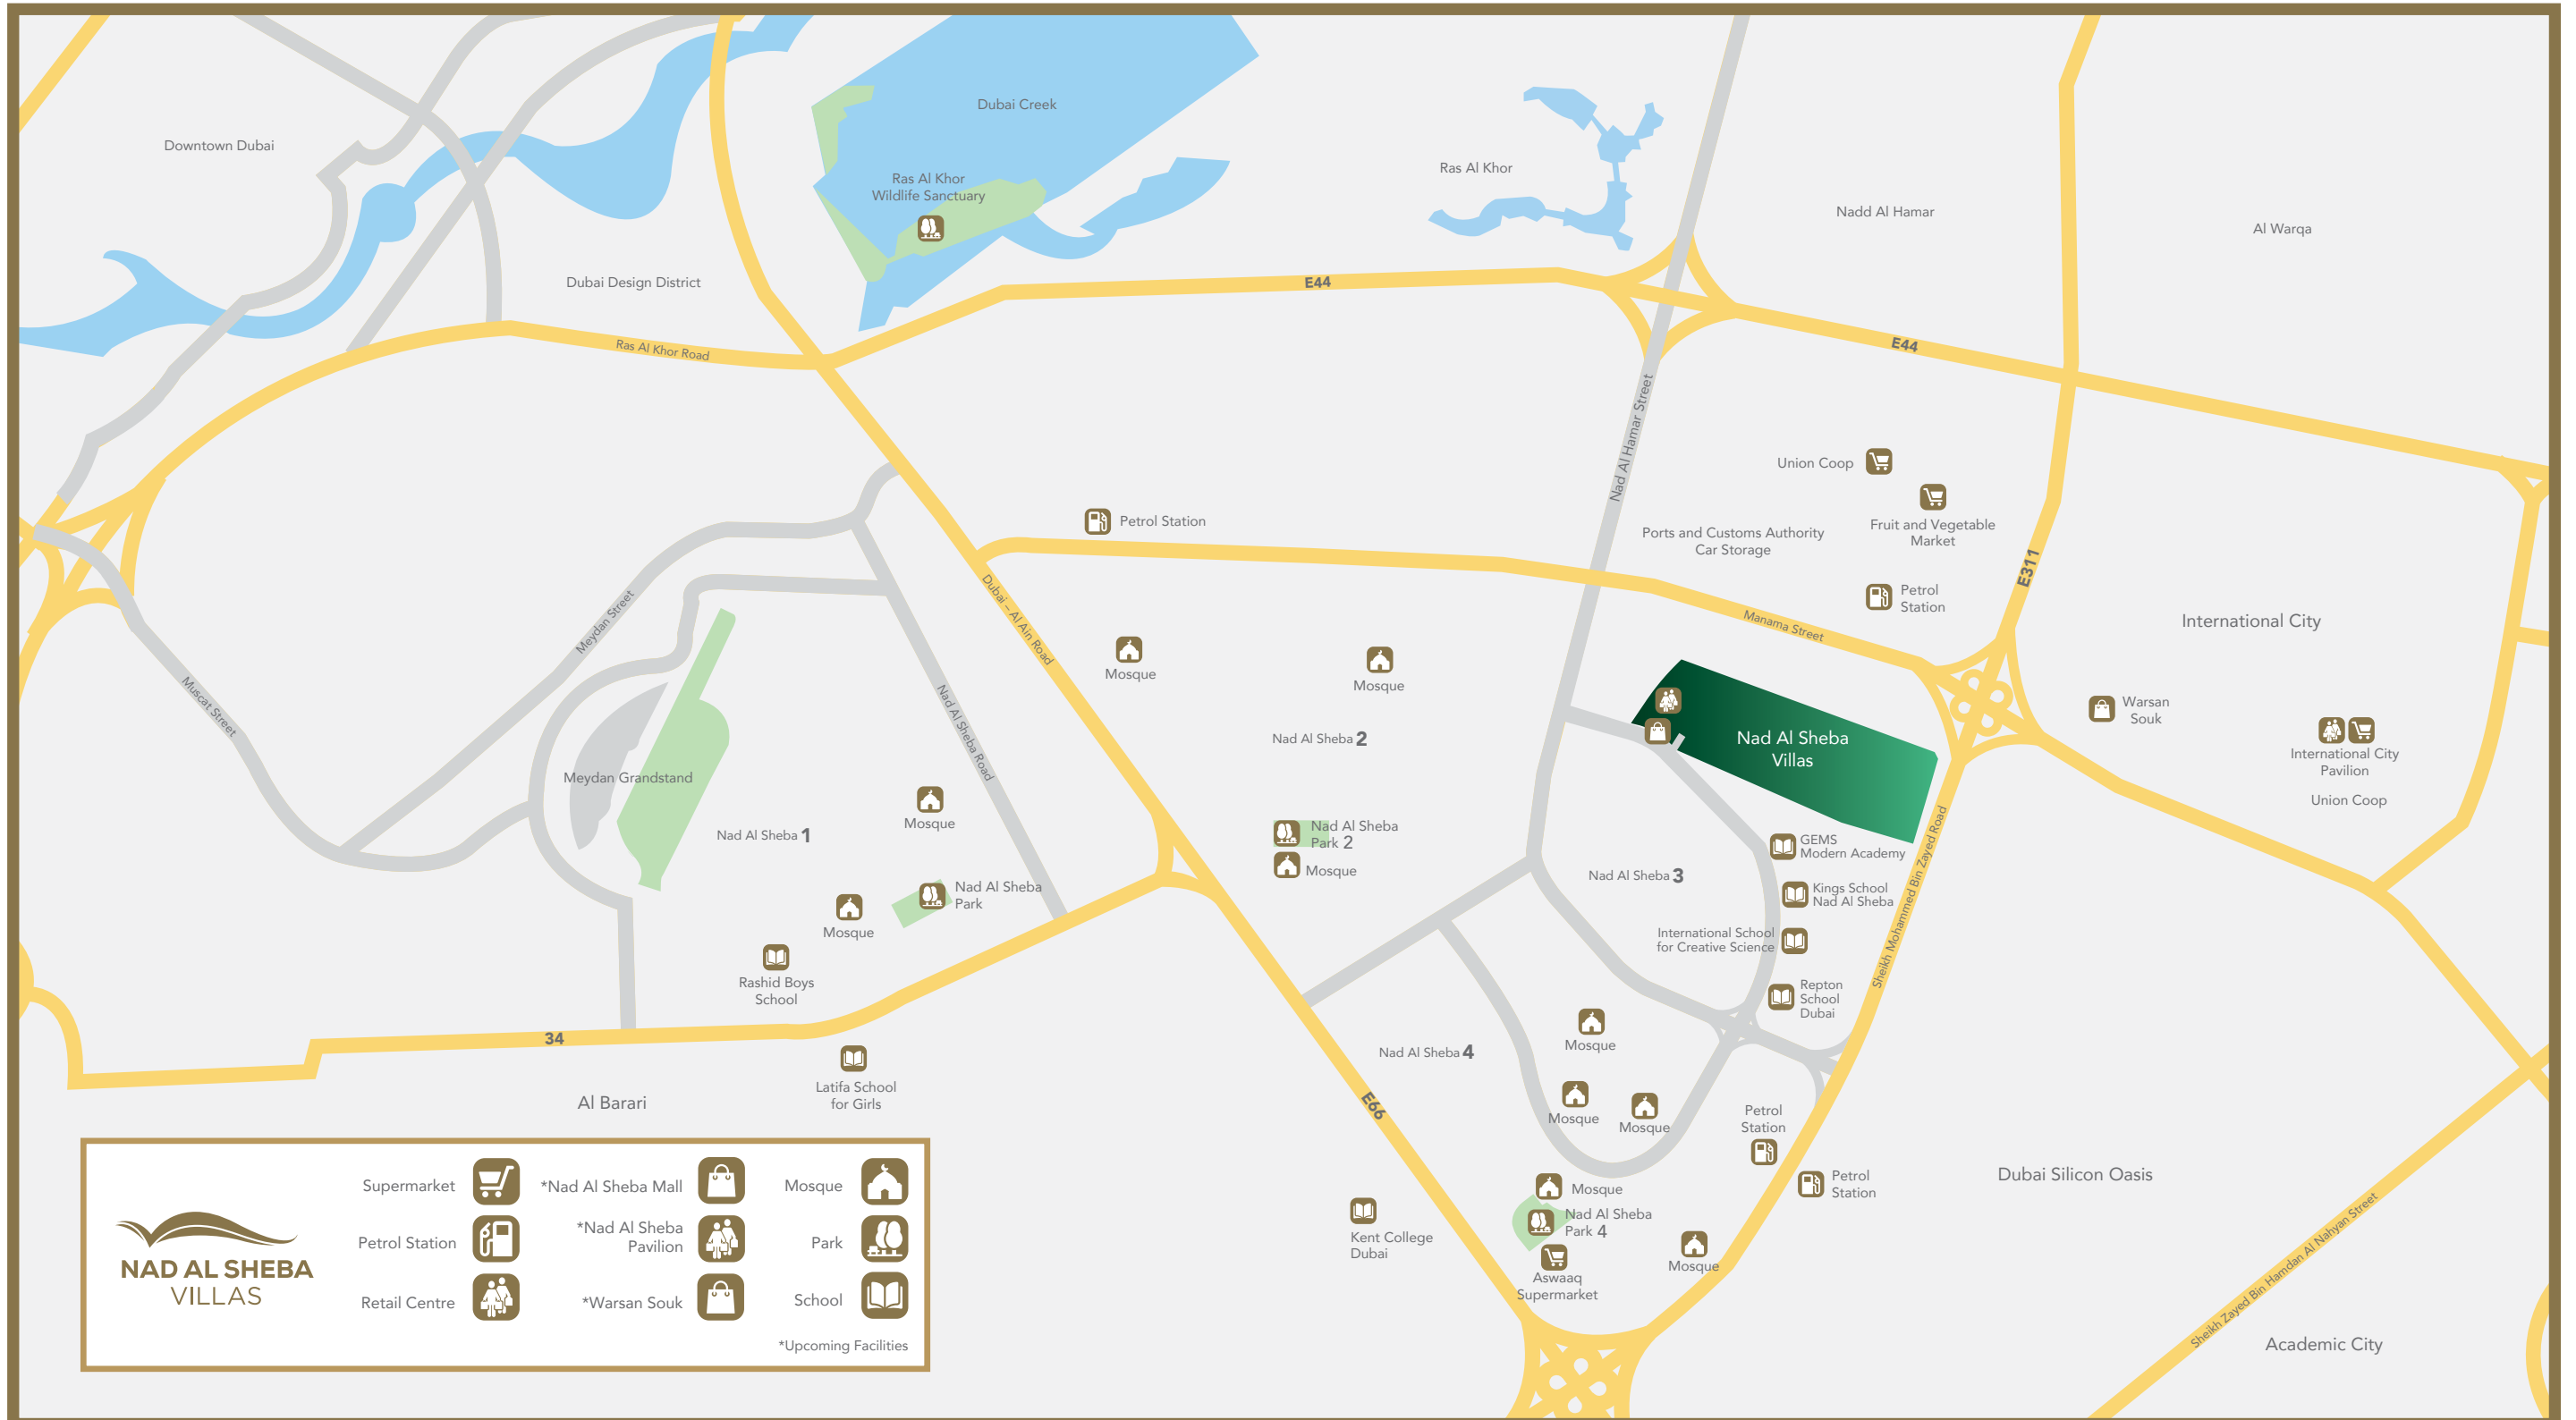 Downtown Dubai
Dubai Creek
Ras Al Khor
Wildlife Sanctuary
Ras Al Khor
Nadd Al Hamar
Al Warqa
Dubai Design District
E44
Ras Al Khor Road
E44
Nad Al Hamar Street
Union Coop
Fruit and Vegetable
Market
Ports and Customs Authority
Car Storage
Petrol Station
E311
Petrol
Station
Manama Street
International City
Meydan Street
Dubai – Al Ain Road
Mosque
Mosque
Muscat Street
Nad Al Sheba Road
Warsan
Souk
Nad Al Sheba 2
Nad Al Sheba
Villas
International City
Pavilion
Union Coop
Meydan Grandstand
Mosque
Nad Al Sheba 1
Nad Al Sheba
Park 2
Mosque
GEMS
Modern Academy
Sheikh Mohammed Bin Zayed Road
Nad Al Sheba 3
Kings School
Nad Al Sheba
Nad Al Sheba
Park
Mosque
International School
for Creative Science
Rashid Boys
School
Repton
School
Dubai
34
Mosque
Nad Al Sheba 4
Latifa School
for Girls
Al Barari
E66
Mosque
Mosque
Petrol
Station
Petrol
Station
Dubai Silicon Oasis
Mosque
Nad Al Sheba
Park 4
Kent College
Dubai
Mosque
Aswaaq
Supermarket
Sheikh Zayed Bin Hamdan Al Nahyan Street
Academic City
NAD AL SHEBA
VILLAS
Supermarket
Petrol Station
Retail Centre
*Nad Al Sheba Mall
*Nad Al Sheba
Pavilion
*Warsan Souk
Mosque
Park
School
*Upcoming Facilities